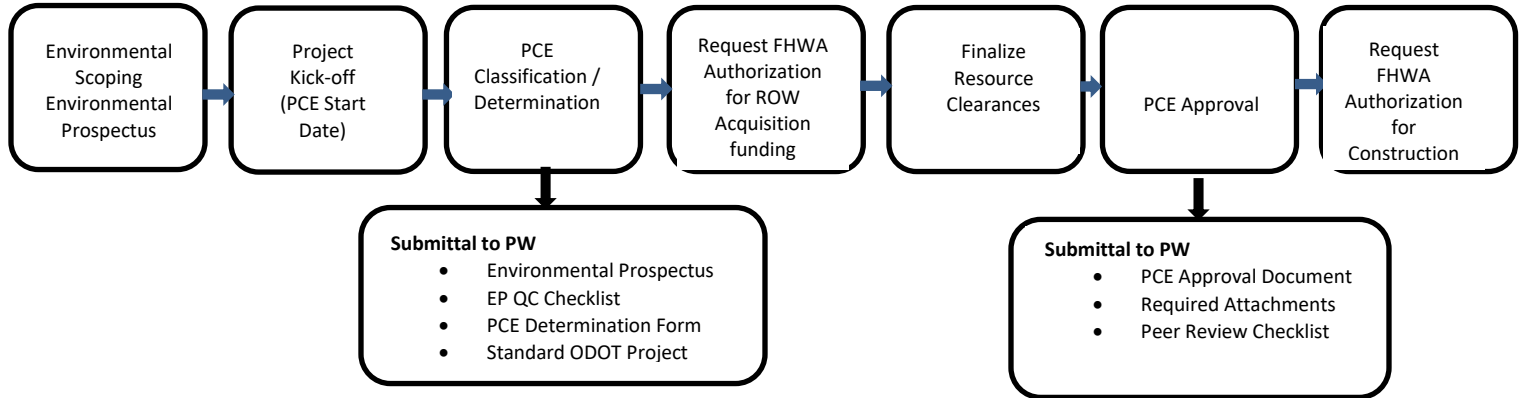 Environmental
Scoping
Environmental
Prospectus
Project
Kick-off
(PCE Start
Date)
PCE
Classification /
Determination
Request FHWA
Authorization
for ROW
Acquisition
funding
Finalize
Resource
Clearances
PCE Approval
Request
FHWA
Authorization
for
Construction
Submittal to PW
• Environmental Prospectus
• EP QC Checklist
• PCE Determination Form
• Standard ODOT Project
Submittal to PW
• PCE Approval Document
• Required Attachments
• Peer Review Checklist